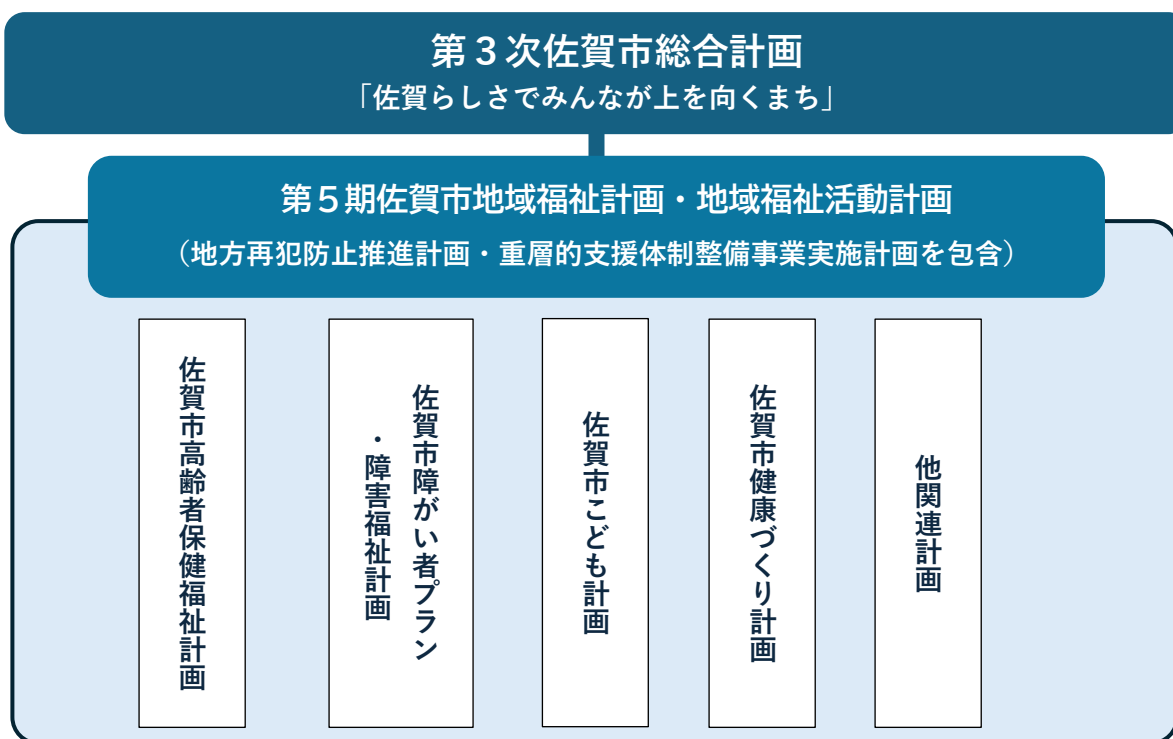 第３次佐賀市総合計画
「佐賀らしさでみんなが上を向くまち」
第５期佐賀市地域福祉計画・地域福祉活動計画
（地方再犯防止推進計画・重層的支援体制整備事業実施計画を包含）
佐賀市高齢者保健福祉計画
佐賀市障がい者プラン
・障害福祉計画
佐賀市こども計画
佐賀市健康づくり計画
他関連計画